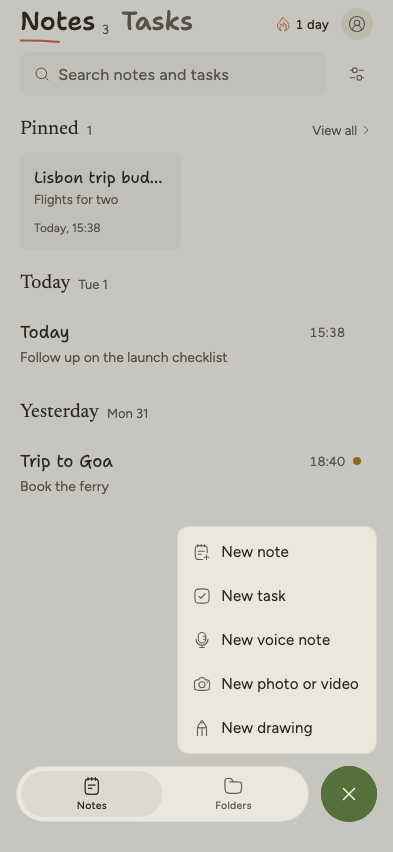 Notes 3 Tasks
1 day
Search notes and tasks
Pinned 1
View all
Lisbon trip bud...
Flights for two
Today, 15:38
Today Tue 1
Today 15:38
Follow up on the launch checklist
Yesterday Mon 31
Trip to Goa 18:40
Book the ferry
New note
New task
New voice note
New photo or video
New drawing
Notes
Folders